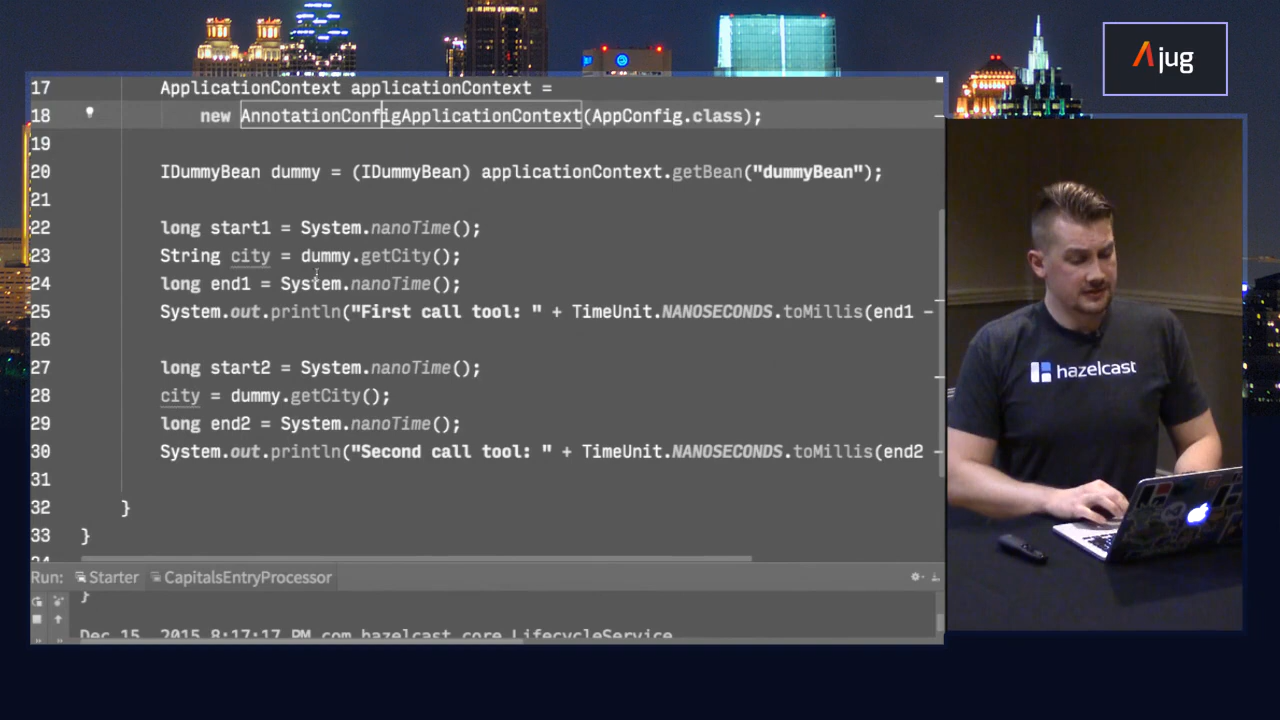 Ajug
17 ApplicationContext applicationContext =
18 new AnnotationConfigApplicationContext(AppConfig.class);
19
20 IDummyBean dummy = (IDummyBean) applicationContext.getBean("dummyBean");
21
22 long start1 = System.nanoTime();
23 String city = dummy.getCity();
24 long end1 = System.nanoTime();
25 System.out.println("First call tool: " + TimeUnit.NANOSECONDS.toMillis(end1 -
26
27 long start2 = System.nanoTime();
28 city = dummy.getCity();
29 long end2 = System.nanoTime();
30 System.out.println("Second call tool: " + TimeUnit.NANOSECONDS.toMillis(end2 -
31
32 }
33 }
34
Run: Starter CapitalsEntryProcessor
}
Dec 15, 2015 8:17:17 PM com.hazelcast.core.LifecycleService
hazelcast